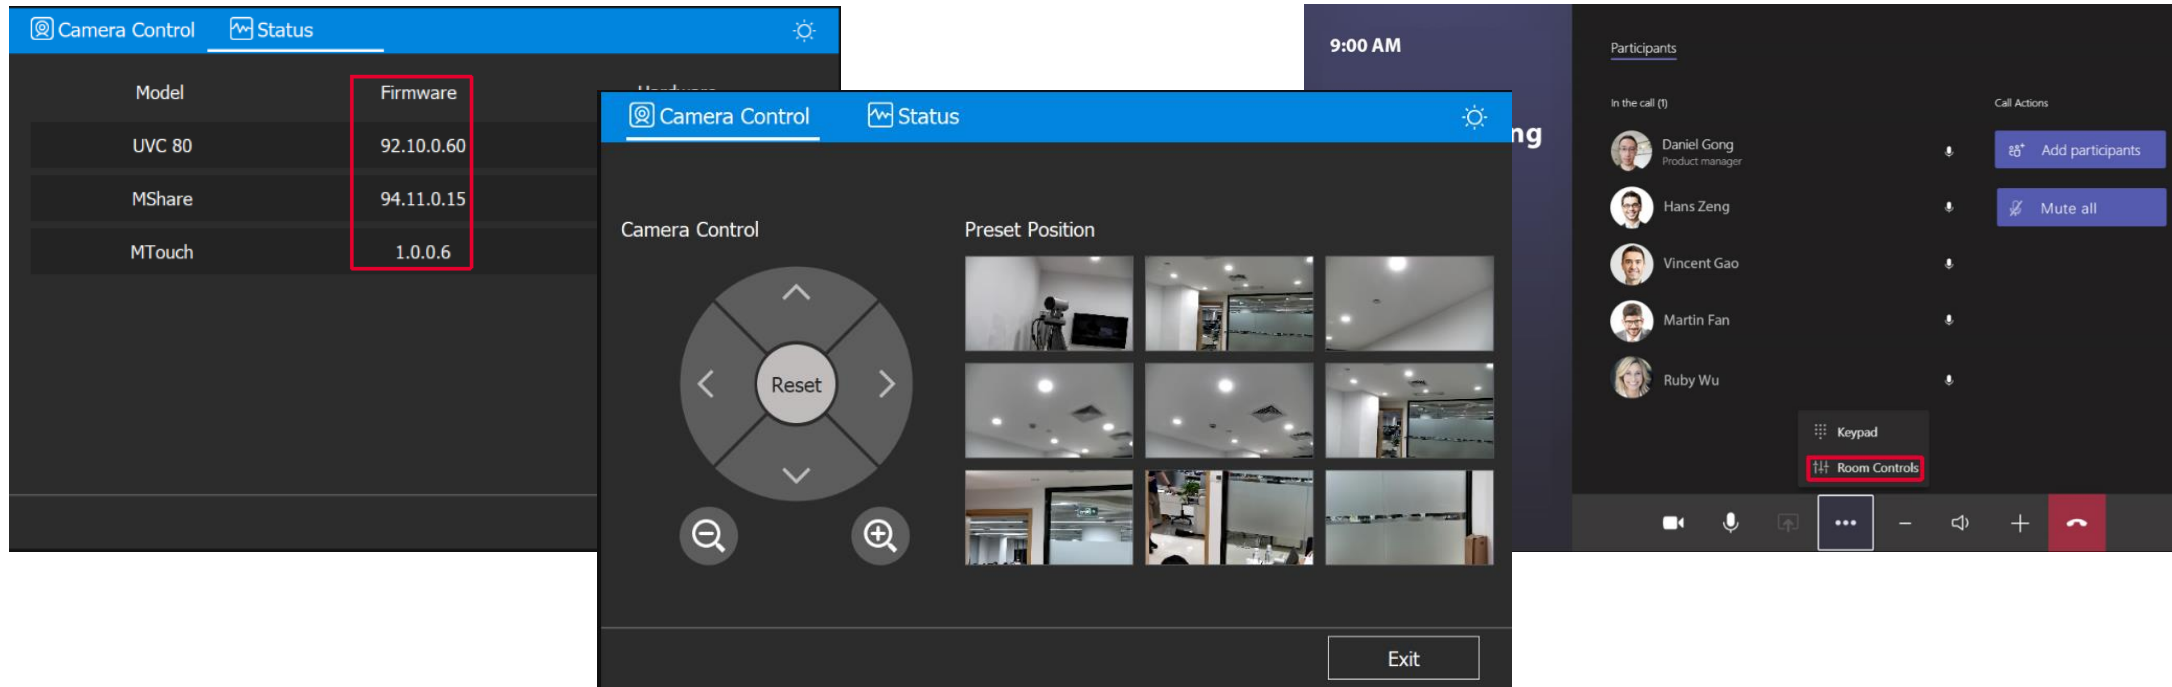 Camera Control Status
Model Firmware
UVC 80 92.10.0.60
MShare 94.11.0.15
MTouch 1.0.0.6
Camera Control Status
Camera Control Preset Position
Reset
Exit
9:00 AM
ng
Participants
In the call (1) Call Actions
Daniel Gong
Product manager
Add participants
Hans Zeng
Mute all
Vincent Gao
Martin Fan
Ruby Wu
Keypad
Room Controls